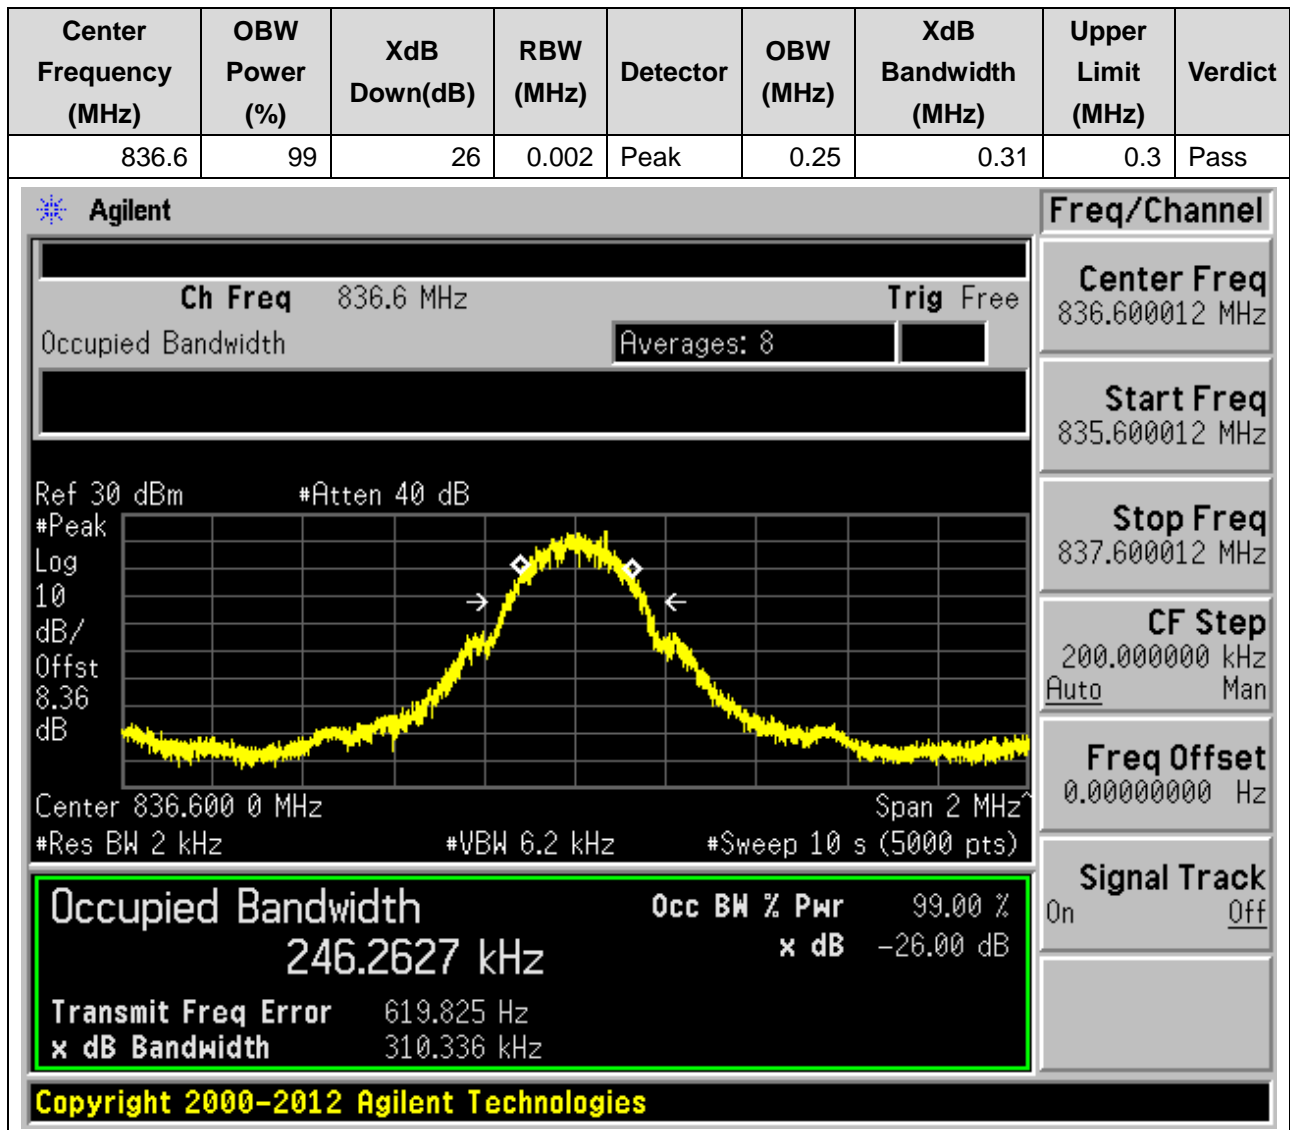 Center Frequency (MHz) OBW Power (%) XdB Down(dB) RBW (MHz) Detector OBW (MHz) XdB Bandwidth (MHz) Upper Limit (MHz) Verdict
836.6 99 26 0.002 Peak 0.25 0.31 0.3 Pass
Agilent
Freq/Channel
Ch Freq 836.6 MHz Trig Free
Occupied Bandwidth Averages: 8
Center Freq
836.600012 MHz
Start Freq
835.600012 MHz
Stop Freq
837.600012 MHz
CF Step
200.000000 kHz
Auto Man
Freq Offset
0.00000000 Hz
Signal Track
On Off
Ref 30 dBm #Atten 40 dB
#Peak
Log
10
dB/
Offst
8.36
dB
Center 836.600 0 MHz Span 2 MHz^
#Res BW 2 kHz #VBW 6.2 kHz #Sweep 10 s (5000 pts)
Occupied Bandwidth
246.2627 kHz
Occ BW % Pwr 99.00 %
x dB -26.00 dB
Transmit Freq Error 619.825 Hz
x dB Bandwidth 310.336 kHz
Copyright 2000-2012 Agilent Technologies